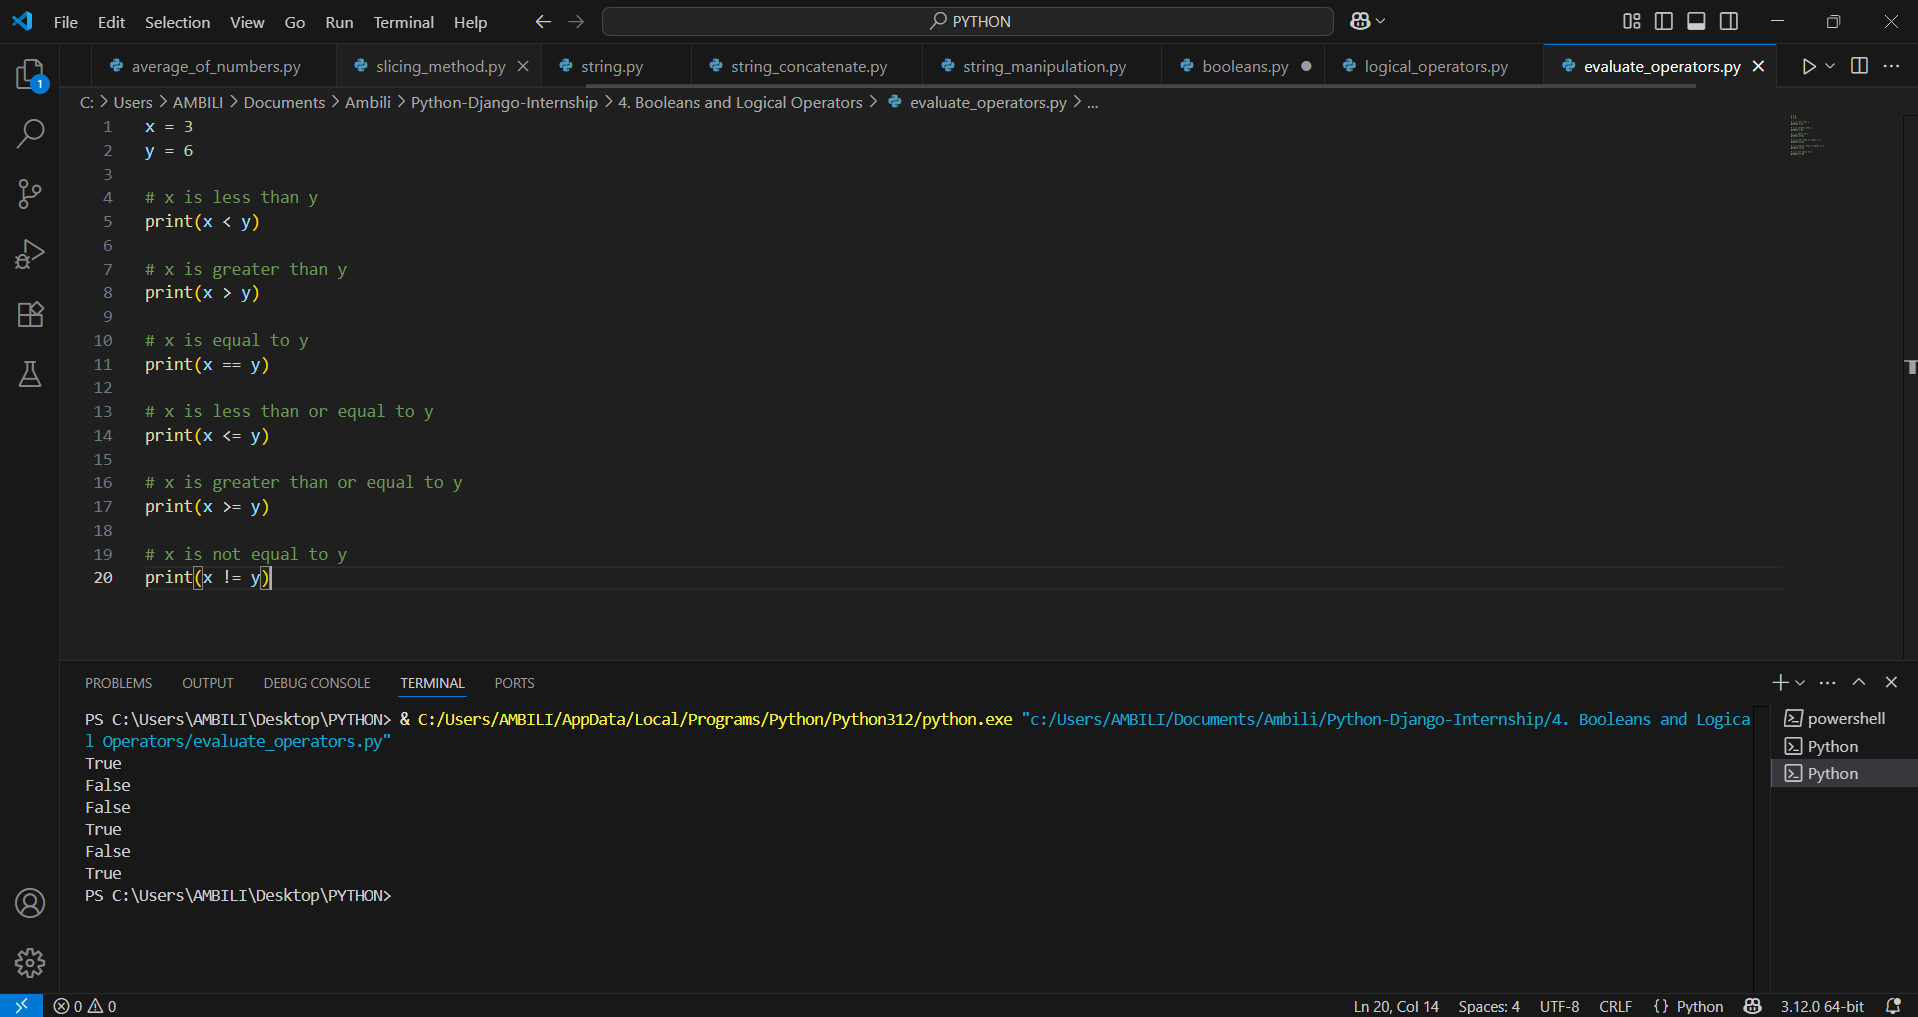 File Edit Selection View Go Run Terminal Help PYTHON
average_of_numbers.py slicing_method.py string.py string_concatenate.py string_manipulation.py booleans.py logical_operators.py evaluate_operators.py
C: > Users > AMBILI > Documents > Ambili > Python-Django-Internship > 4. Booleans and Logical Operators > evaluate_operators.py > ...
1
1 x = 3
2 y = 6
3
4 # x is less than y
5 print(x < y)
6
7 # x is greater than y
8 print(x > y)
9
10 # x is equal to y
11 print(x == y)
12
13 # x is less than or equal to y
14 print(x <= y)
15
16 # x is greater than or equal to y
17 print(x >= y)
18
19 # x is not equal to y
20 print(x != y)
PROBLEMS OUTPUT DEBUG CONSOLE TERMINAL PORTS
PS C:\Users\AMBILI\Desktop\PYTHON> & C:/Users/AMBILI/AppData/Local/Programs/Python/Python312/python.exe "c:/Users/AMBILI/Documents/Ambili/Python-Django-Internship/4. Booleans and Logica
l Operators/evaluate_operators.py"
True
False
False
True
False
True
PS C:\Users\AMBILI\Desktop\PYTHON>
powershell
Python
Python
0 0 Ln 20, Col 14 Spaces: 4 UTF-8 CRLF {} Python 3.12.0 64-bit